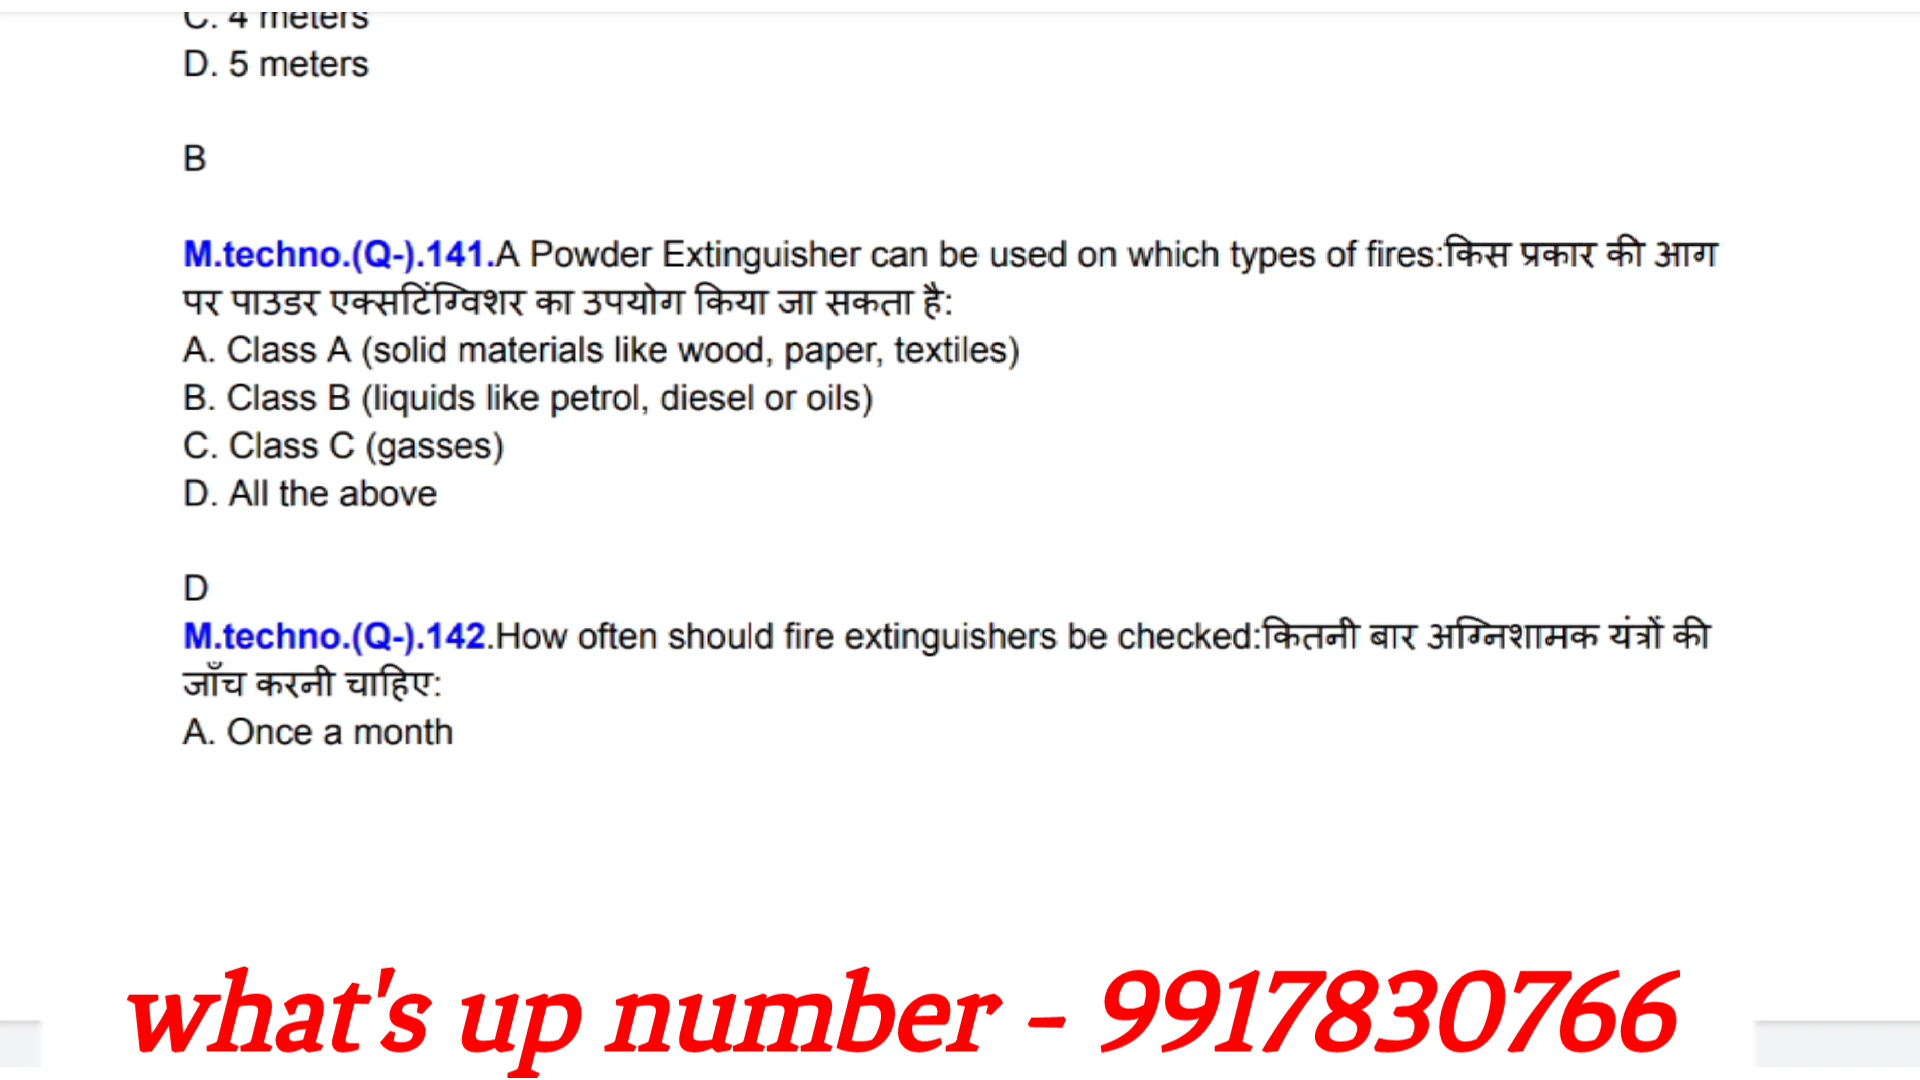 C. 4 meters
D. 5 meters
B
M.techno.(Q-).141.A Powder Extinguisher can be used on which types of fires:किस प्रकार की आग
पर पाउडर एक्सटिंग्विशर का उपयोग किया जा सकता है:
A. Class A (solid materials like wood, paper, textiles)
B. Class B (liquids like petrol, diesel or oils)
C. Class C (gasses)
D. All the above
D
M.techno.(Q-).142.How often should fire extinguishers be checked:कितनी बार अग्निशामक यंत्रों की
जाँच करनी चाहिए:
A. Once a month
what's up number - 9917830766